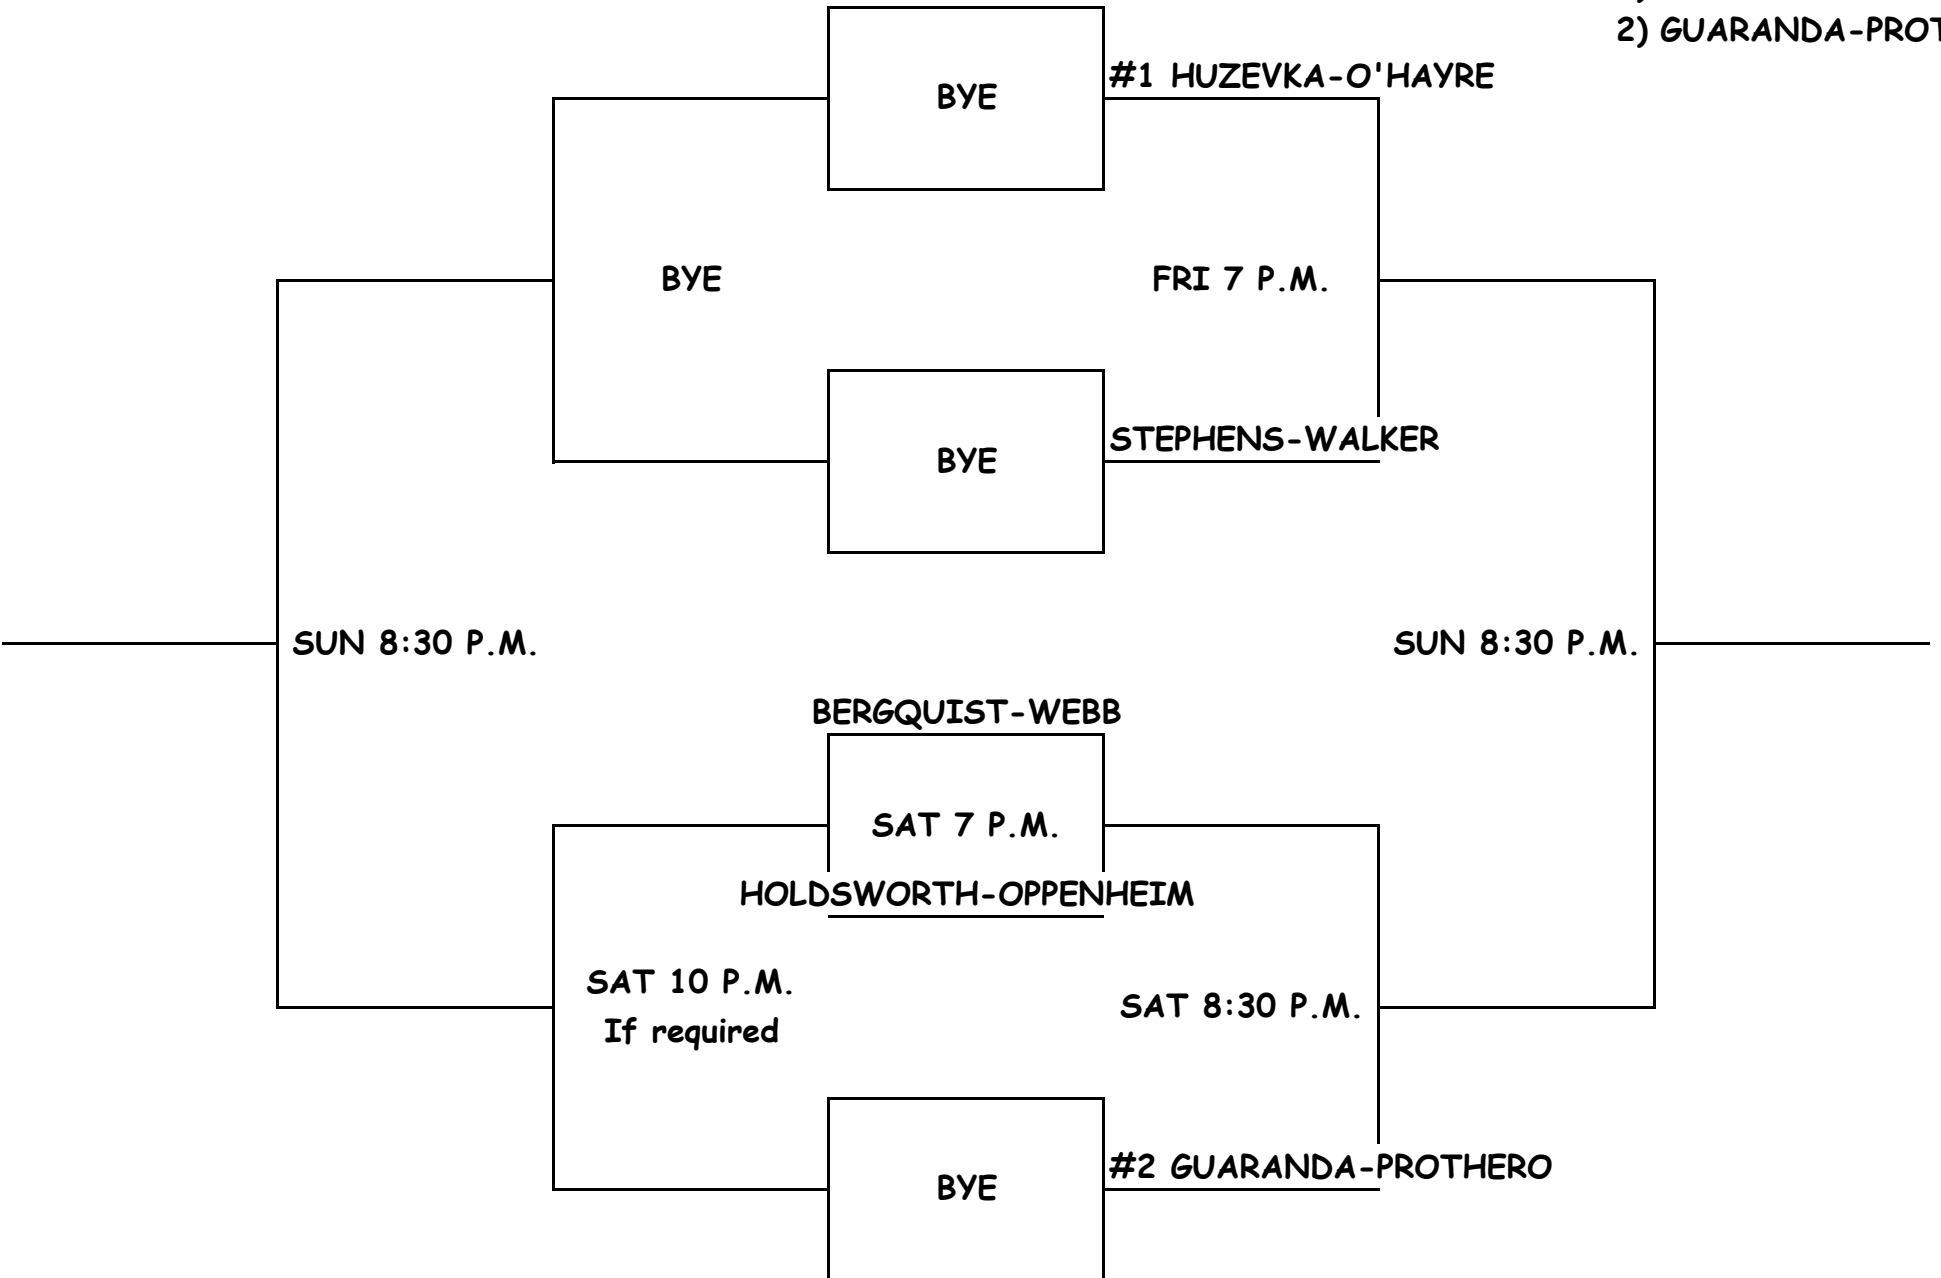 2) GUARANDA-PROT
#1 HUZEVKA-O'HAYRE
BYE
BYE
FRI 7 P.M.
STEPHENS-WALKER
BYE
SUN 8:30 P.M.
SUN 8:30 P.M.
BERGQUIST-WEBB
SAT 7 P.M.
HOLDSWORTH-OPPENHEIM
SAT 10 P.M.
If required
SAT 8:30 P.M.
#2 GUARANDA-PROTHERO
BYE